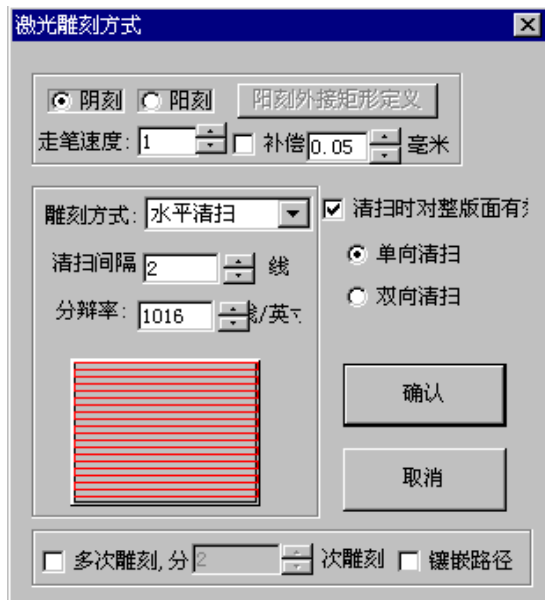 激光雕刻方式
阴刻 阳刻 阳刻外接矩形定义
走笔速度: 1 补偿 0.05 毫米
雕刻方式: 水平清扫 清扫时对整版面有
清扫间隔 2 线 单向清扫
分辩率: 1016 线/英 双向清扫
确认
取消
多次雕刻,分 2 次雕刻 镶嵌路径